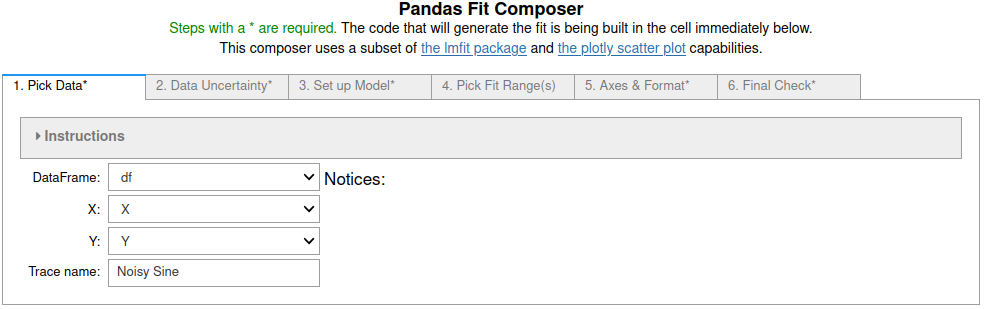 Pandas Fit Composer
Steps with a * are required. The code that will generate the fit is being built in the cell immediately below.
This composer uses a subset of the lmfit package and the plotly scatter plot capabilities.
1. Pick Data* 2. Data Uncertainty* 3. Set up Model* 4. Pick Fit Range(s) 5. Axes & Format* 6. Final Check*
Instructions
DataFrame: df Notices:
X: X
Y: Y
Trace name: Noisy Sine